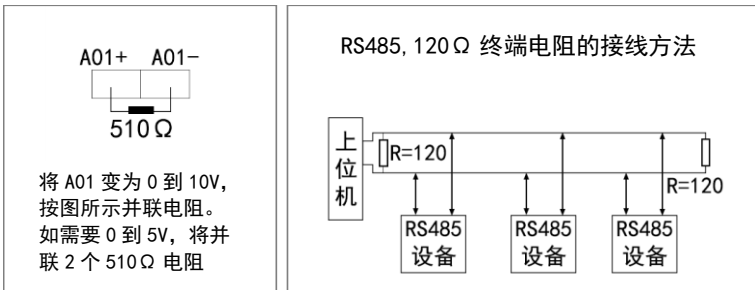 A01+ A01-
510Ω
将 A01 变为 0 到 10V,
按图所示并联电阻。
如需要 0 到 5V, 将并
联 2 个 510Ω 电阻
RS485, 120Ω 终端电阻的接线方法
上位机
R=120
R=120
RS485
设备
RS485
设备
RS485
设备